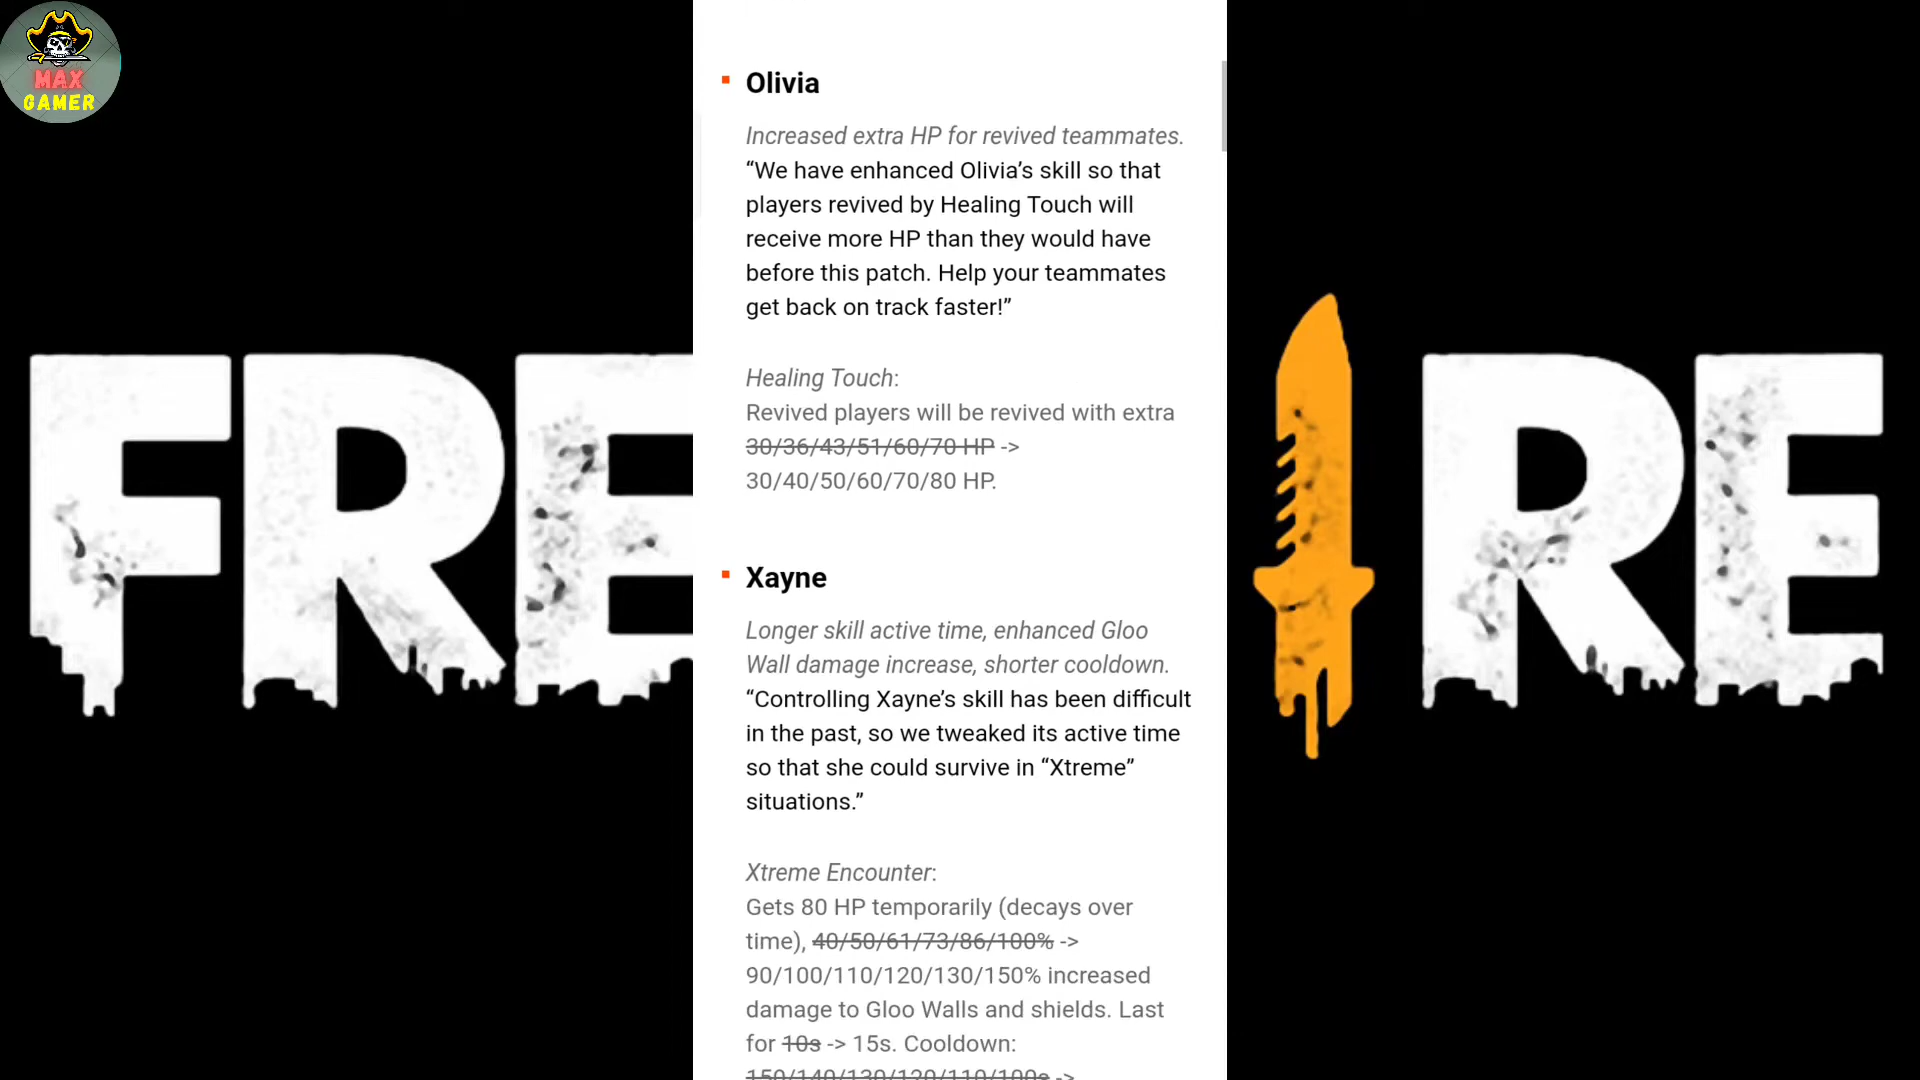 MAX
GAMER
FRE RE
Olivia
Increased extra HP for revived teammates.
“We have enhanced Olivia’s skill so that
players revived by Healing Touch will
receive more HP than they would have
before this patch. Help your teammates
get back on track faster!”
Healing Touch:
Revived players will be revived with extra
30/36/43/51/60/70 HP ->
30/40/50/60/70/80 HP.
Xayne
Longer skill active time, enhanced Gloo
Wall damage increase, shorter cooldown.
“Controlling Xayne’s skill has been difficult
in the past, so we tweaked its active time
so that she could survive in “Xtreme”
situations.”
Xtreme Encounter:
Gets 80 HP temporarily (decays over
time), 40/50/61/73/86/100% ->
90/100/110/120/130/150% increased
damage to Gloo Walls and shields. Last
for 10s -> 15s. Cooldown:
150/140/130/120/110/100s ->